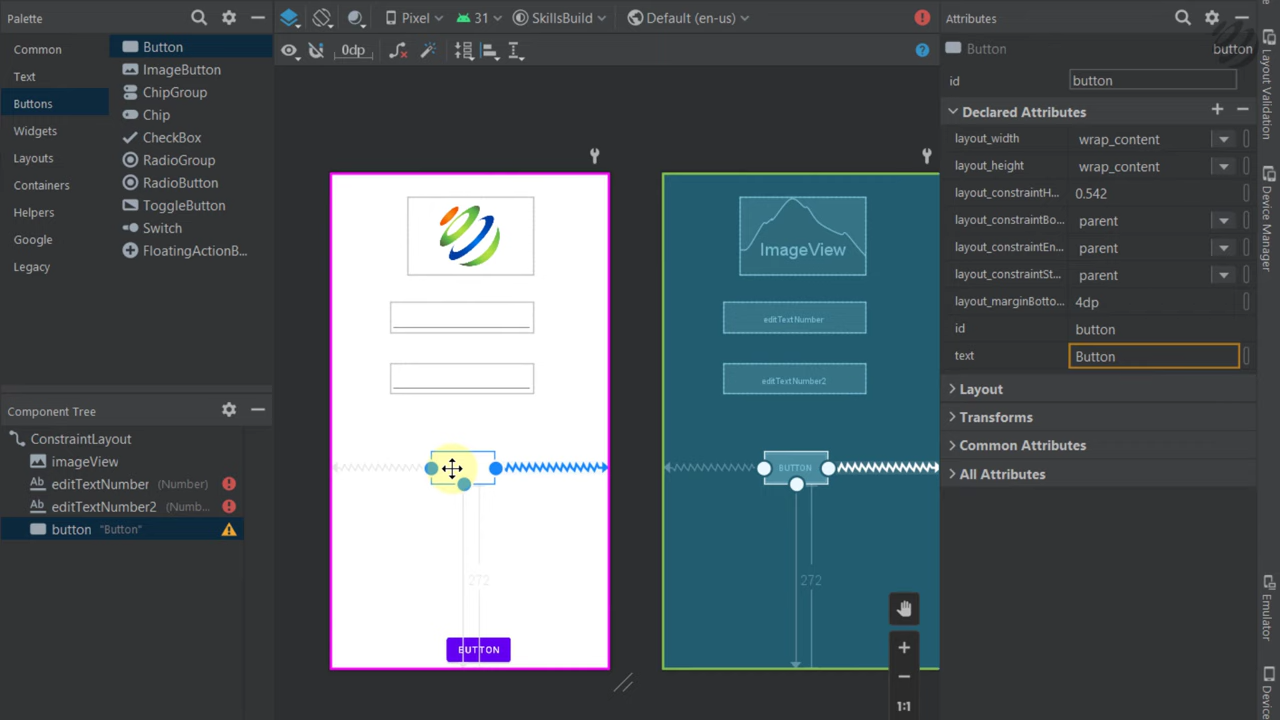 Palette
Pixel
31
SkillsBuild
Default (en-us)
Attributes
0dp
Common
Text
Buttons
Widgets
Layouts
Containers
Helpers
Google
Legacy
Button
ImageButton
ChipGroup
Chip
CheckBox
RadioGroup
RadioButton
ToggleButton
Switch
FloatingActionB...
Component Tree
ConstraintLayout
imageView
Ab editTextNumber (Number)
Ab editTextNumber2 (Numb...
button "Button"
272
BUTTON
ImageView
editTextNumber
editTextNumber2
BUTTON
272
1:1
Button button
id button
Declared Attributes
layout_width wrap_content
layout_height wrap_content
layout_constraintH... 0.542
layout_constraintBo... parent
layout_constraintEn... parent
layout_constraintSt... parent
layout_marginBotto... 4dp
id button
text Button
Layout
Transforms
Common Attributes
All Attributes
Layout Validation
Device Manager
Emulator